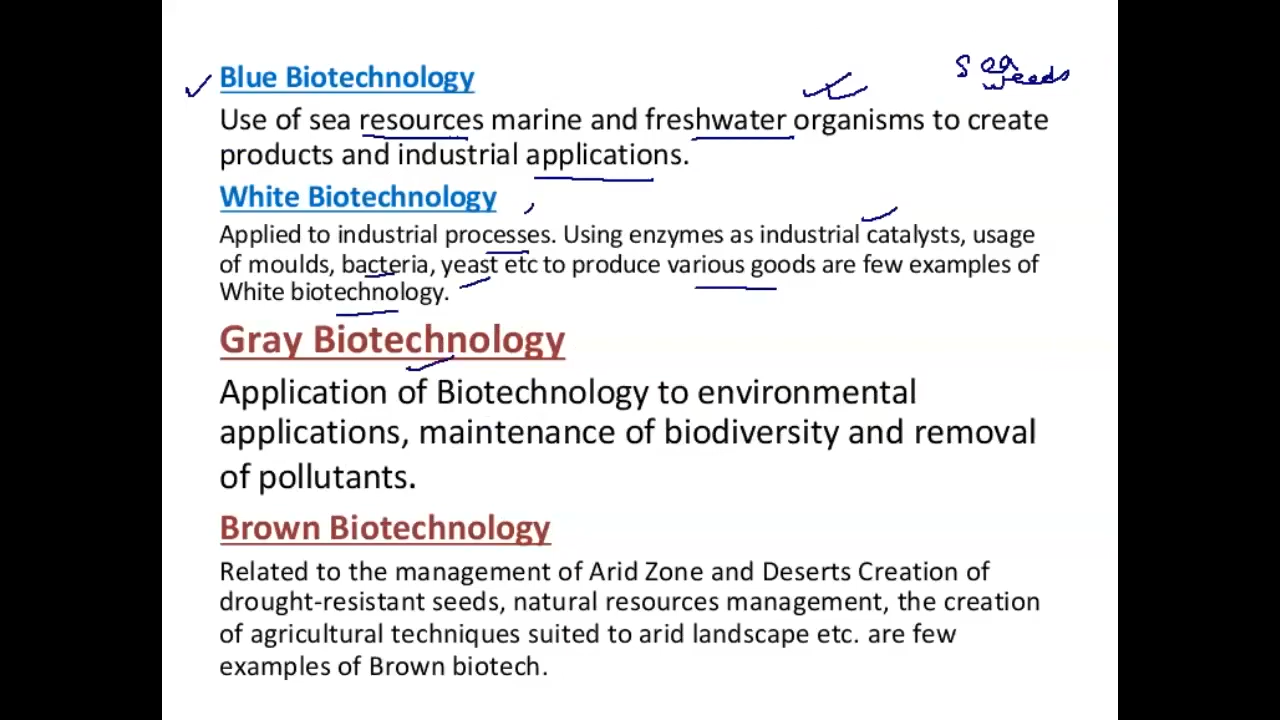 Blue Biotechnology
sea
weeds
Use of sea resources marine and freshwater organisms to create
products and industrial applications.
White Biotechnology
Applied to industrial processes. Using enzymes as industrial catalysts, usage
of moulds, bacteria, yeast etc to produce various goods are few examples of
White biotechnology.
Gray Biotechnology
Application of Biotechnology to environmental
applications, maintenance of biodiversity and removal
of pollutants.
Brown Biotechnology
Related to the management of Arid Zone and Deserts Creation of
drought-resistant seeds, natural resources management, the creation
of agricultural techniques suited to arid landscape etc. are few
examples of Brown biotech.